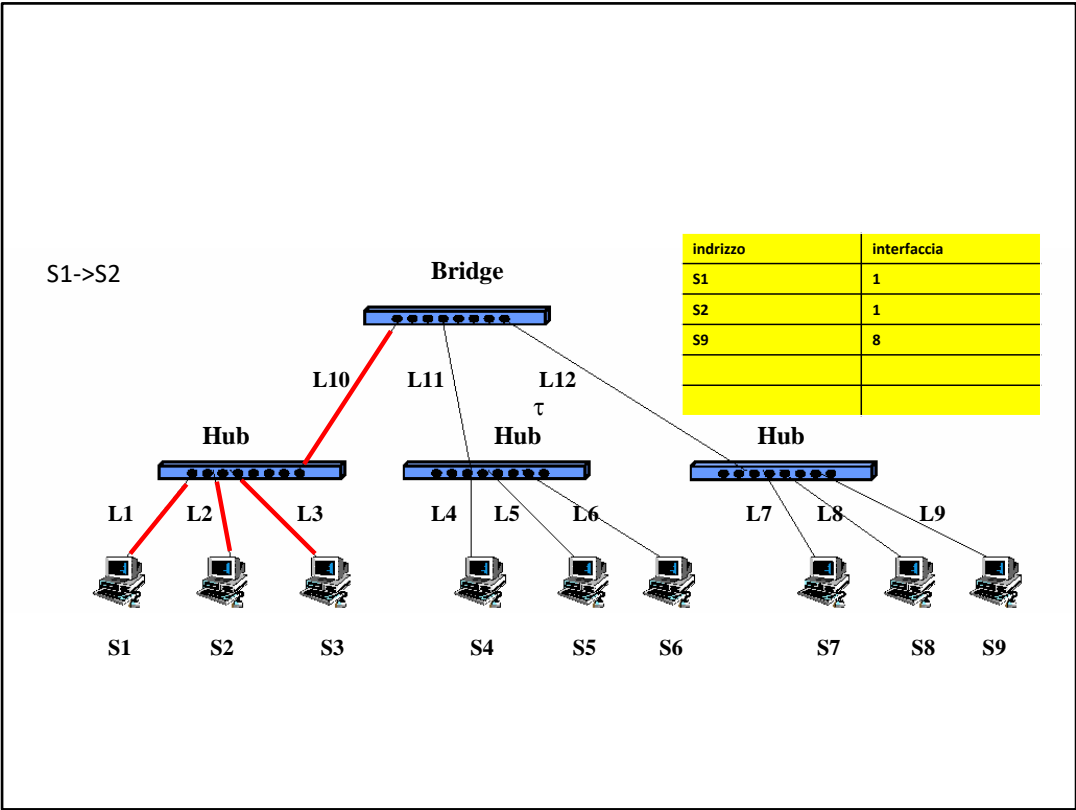 indrizzo interfaccia
S1->S2
Bridge
S1 1
S2 1
S9 8
L10 L11 L12
τ
Hub Hub Hub
L1 L2 L3 L4 L5 L6 L7 L8 L9
S1 S2 S3 S4 S5 S6 S7 S8 S9